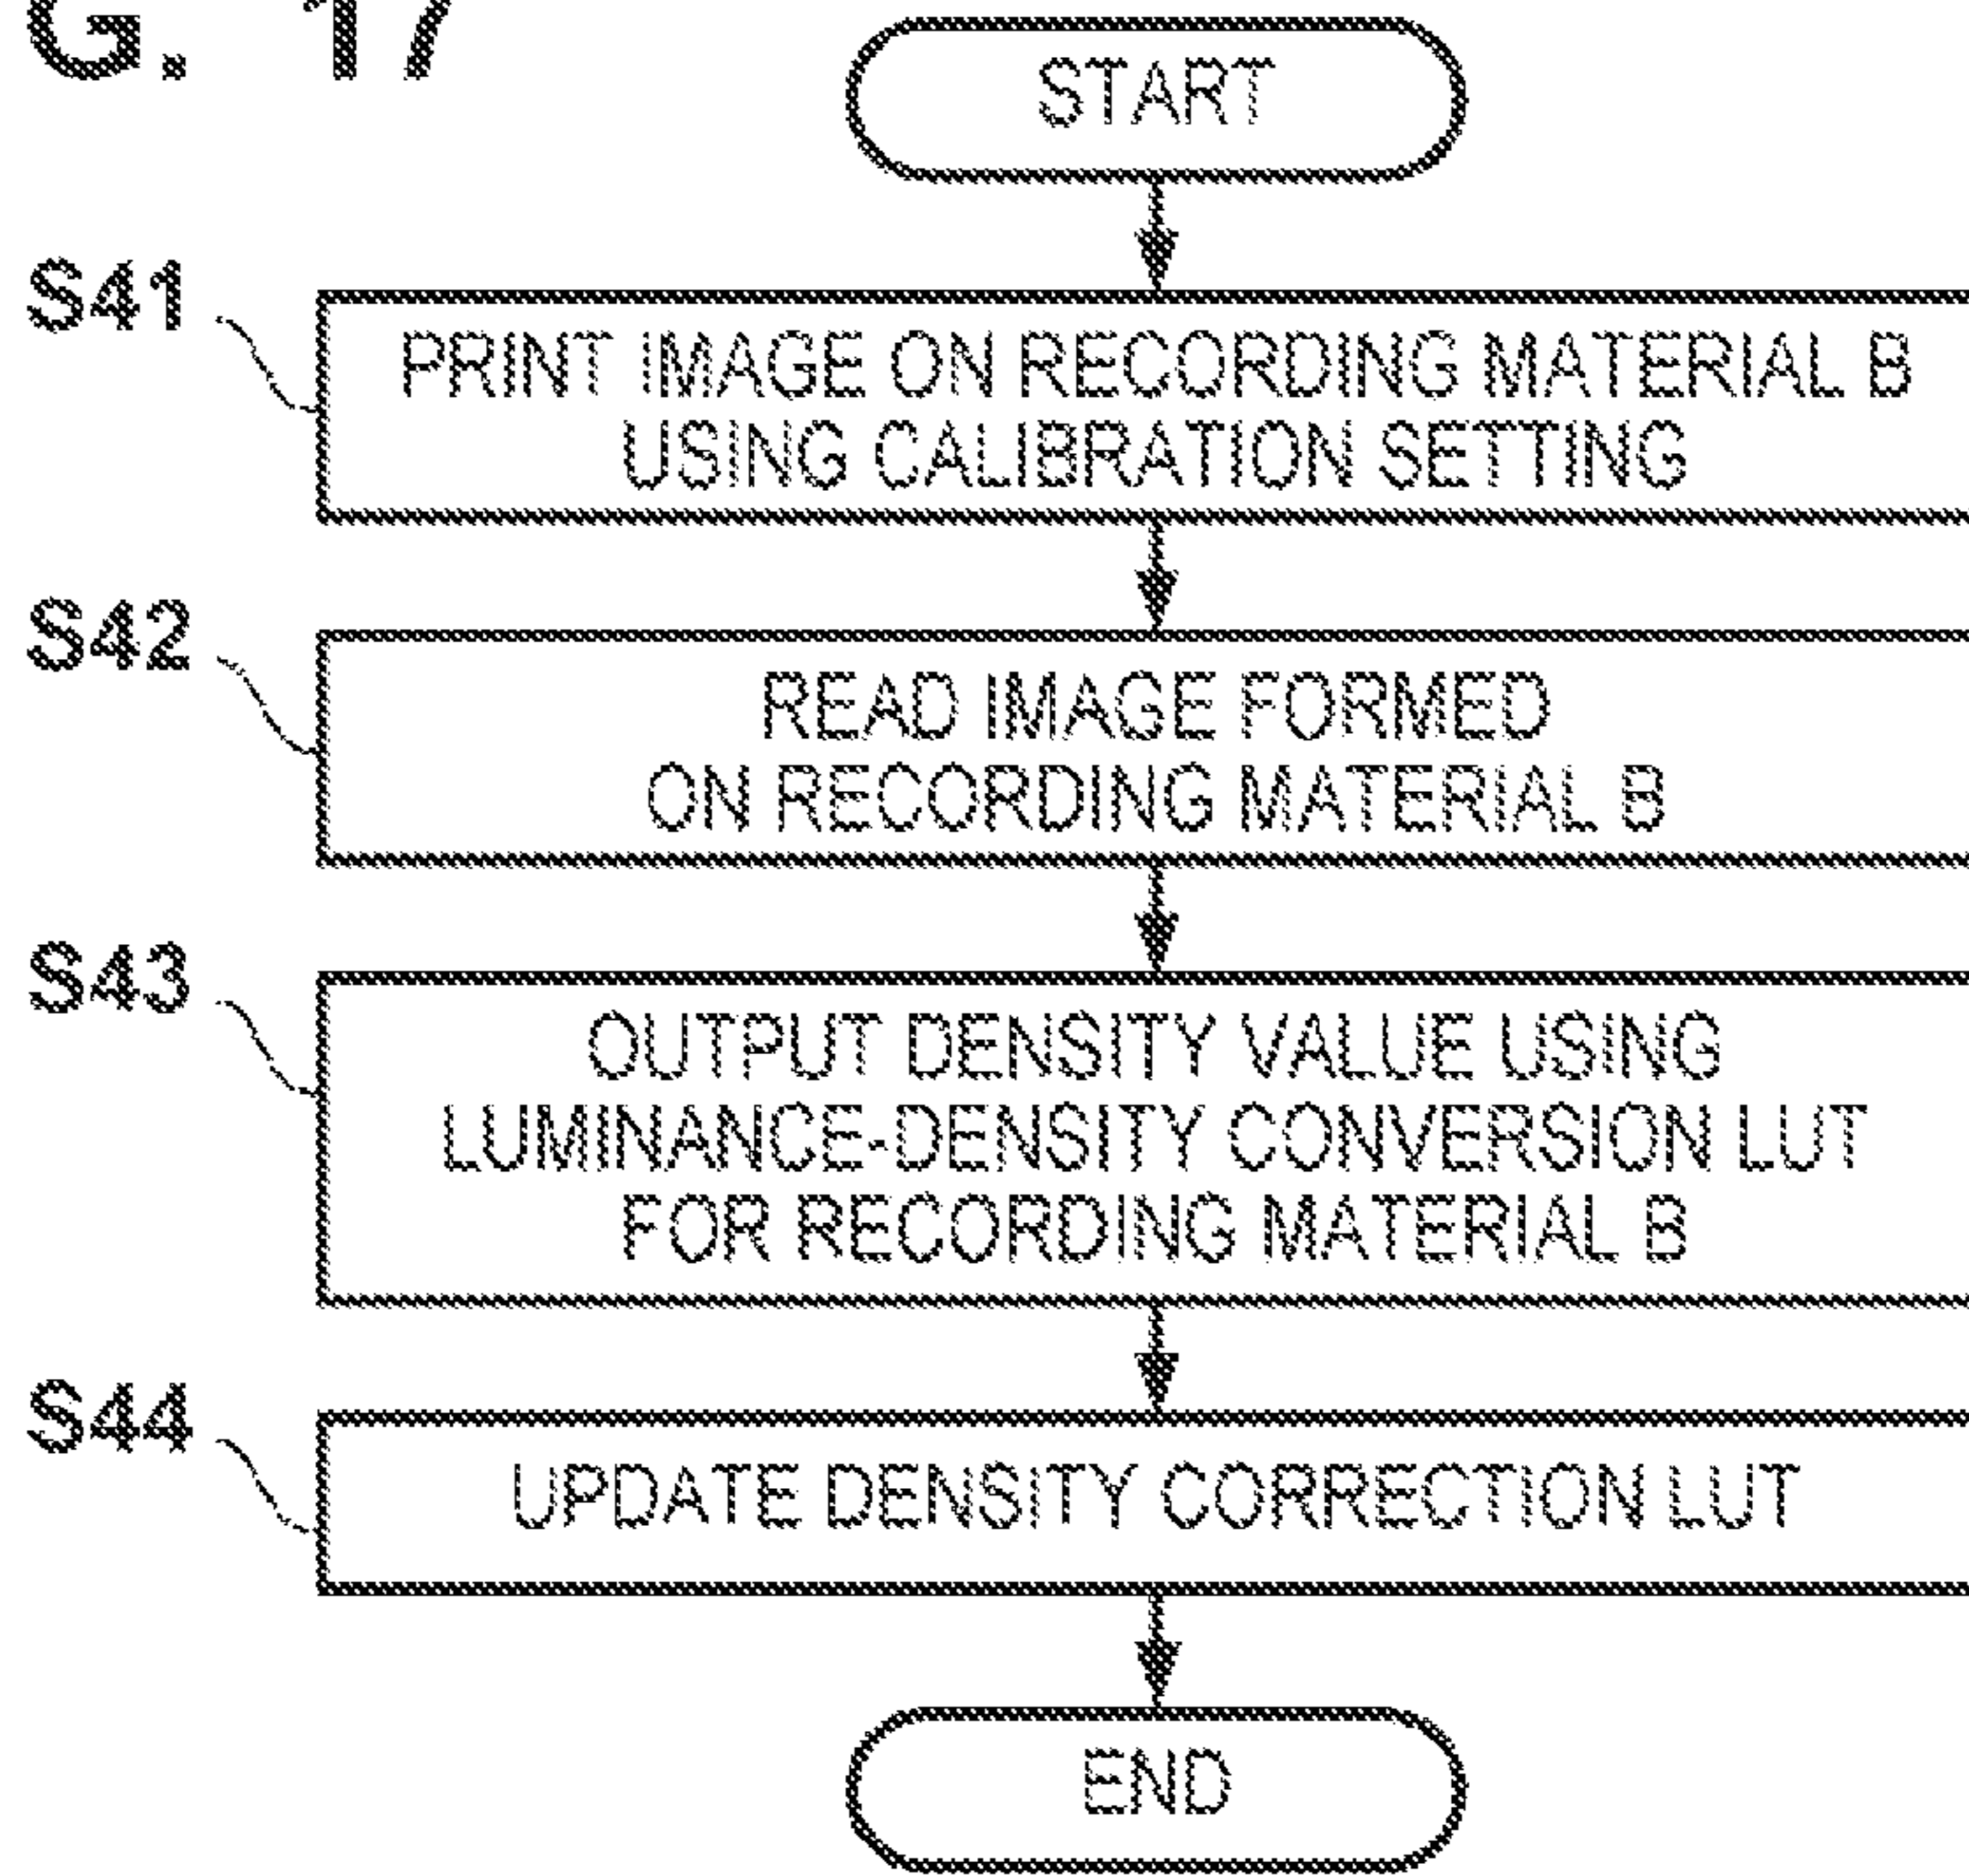 G. 17
START
S41
PRINT IMAGE ON RECORDING MATERIAL B
USING CALIBRATION SETTING
S42
READ IMAGE FORMED
ON RECORDING MATERIAL B
S43
OUTPUT DENSITY VALUE USING
LUMINANCE-DENSITY CONVERSION LUT
FOR RECORDING MATERIAL B
S44
UPDATE DENSITY CORRECTION LUT
END